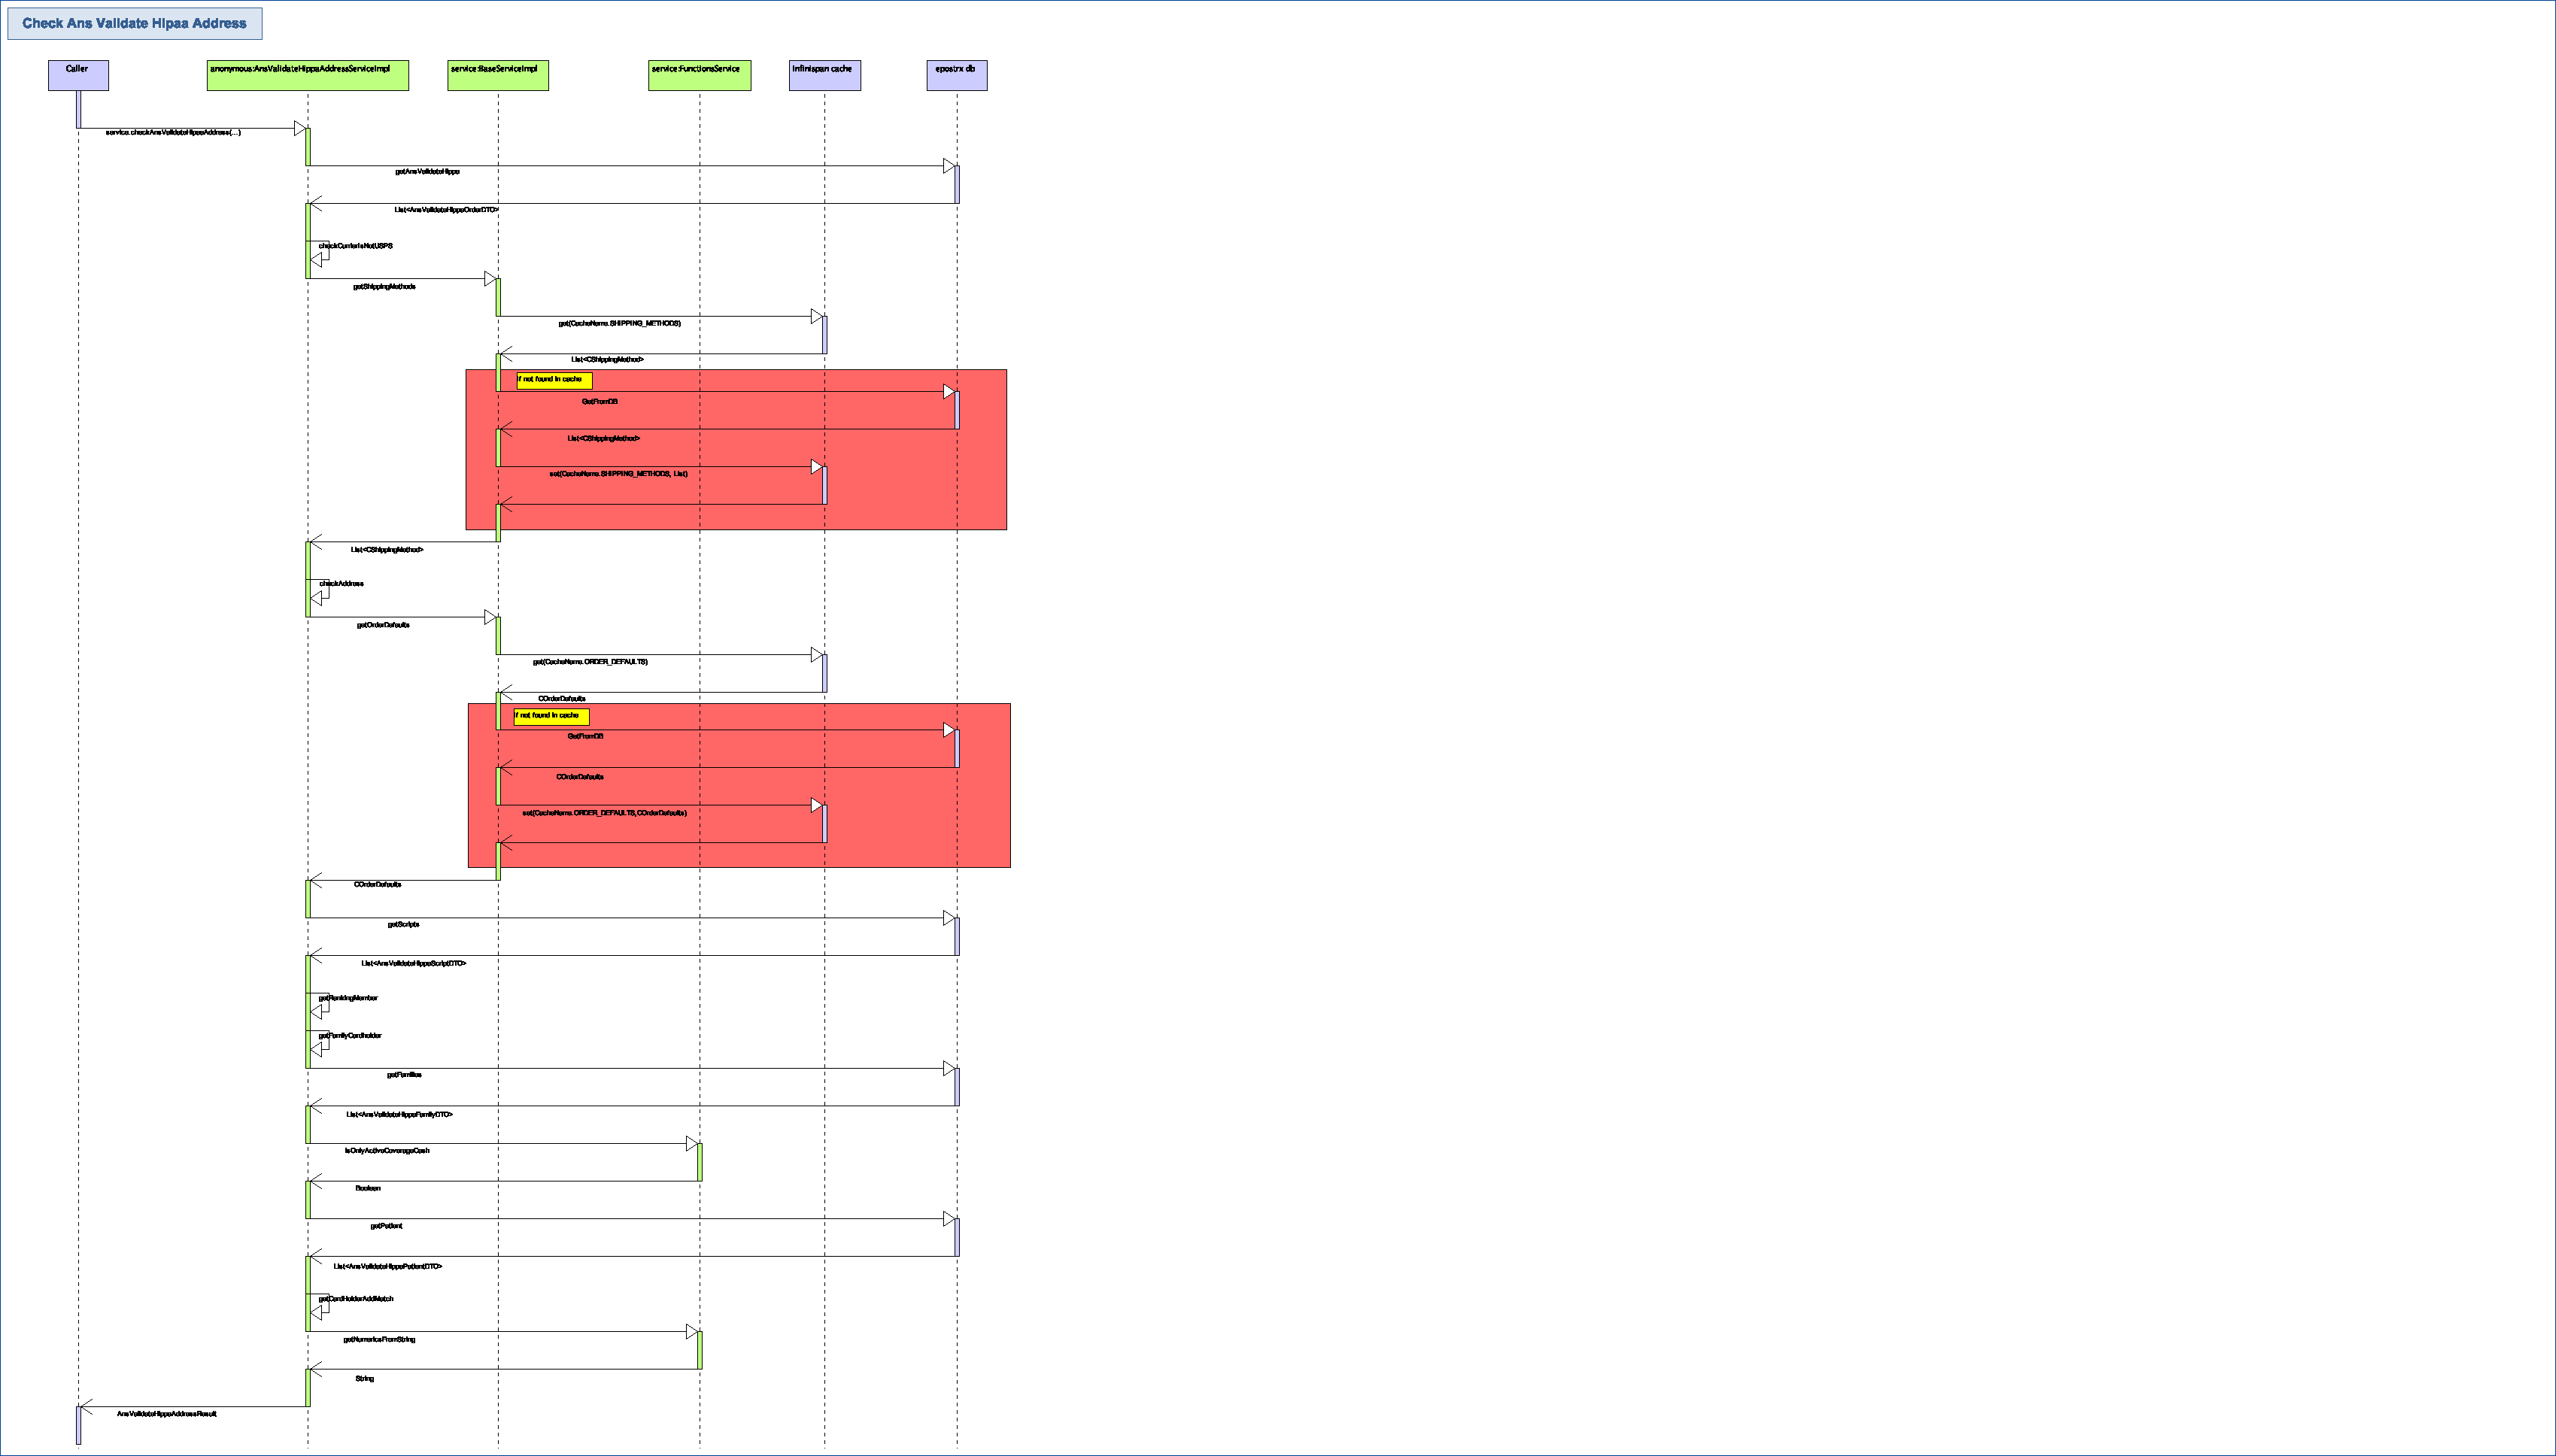 Check Ans Validate Hipaa Address
Caller
anonymous:AnsValidateHippaAddressServiceImpl
service:BaseServiceImpl
service:FunctionsService
Infinispan cache
epostrx db
service.checkAnsValidateHipaaAddress(...)
getAnsValidateHippa
List<AnsValidateHippaOrderDTO>
checkCurrierIsNotUSPS
getShippingMethods
get(CacheName.SHIPPING_METHODS)
List<CShippingMethod>
If not found in cache
GetFromDB
List<CShippingMethod>
set(CacheName.SHIPPING_METHODS, List)
List<CShippingMethod>
checkAddress
getOrderDefaults
get(CacheName.ORDER_DEFAULTS)
COrderDefaults
If not found in cache
GetFromDB
COrderDefaults
set(CacheName.ORDER_DEFAULTS,COrderDefaults)
COrderDefaults
getScripts
List<AnsValidateHippaScriptDTO>
getRankingMember
getFamilyCardholder
getFamilies
List<AnsValidateHippaFamilyDTO>
isOnlyActiveCoverageCash
Boolean
getPatient
List<AnsValidateHippaPatientDTO>
getCardHolderAddMatch
getNumericsFromString
String
AnsValidateHippaAddressResult